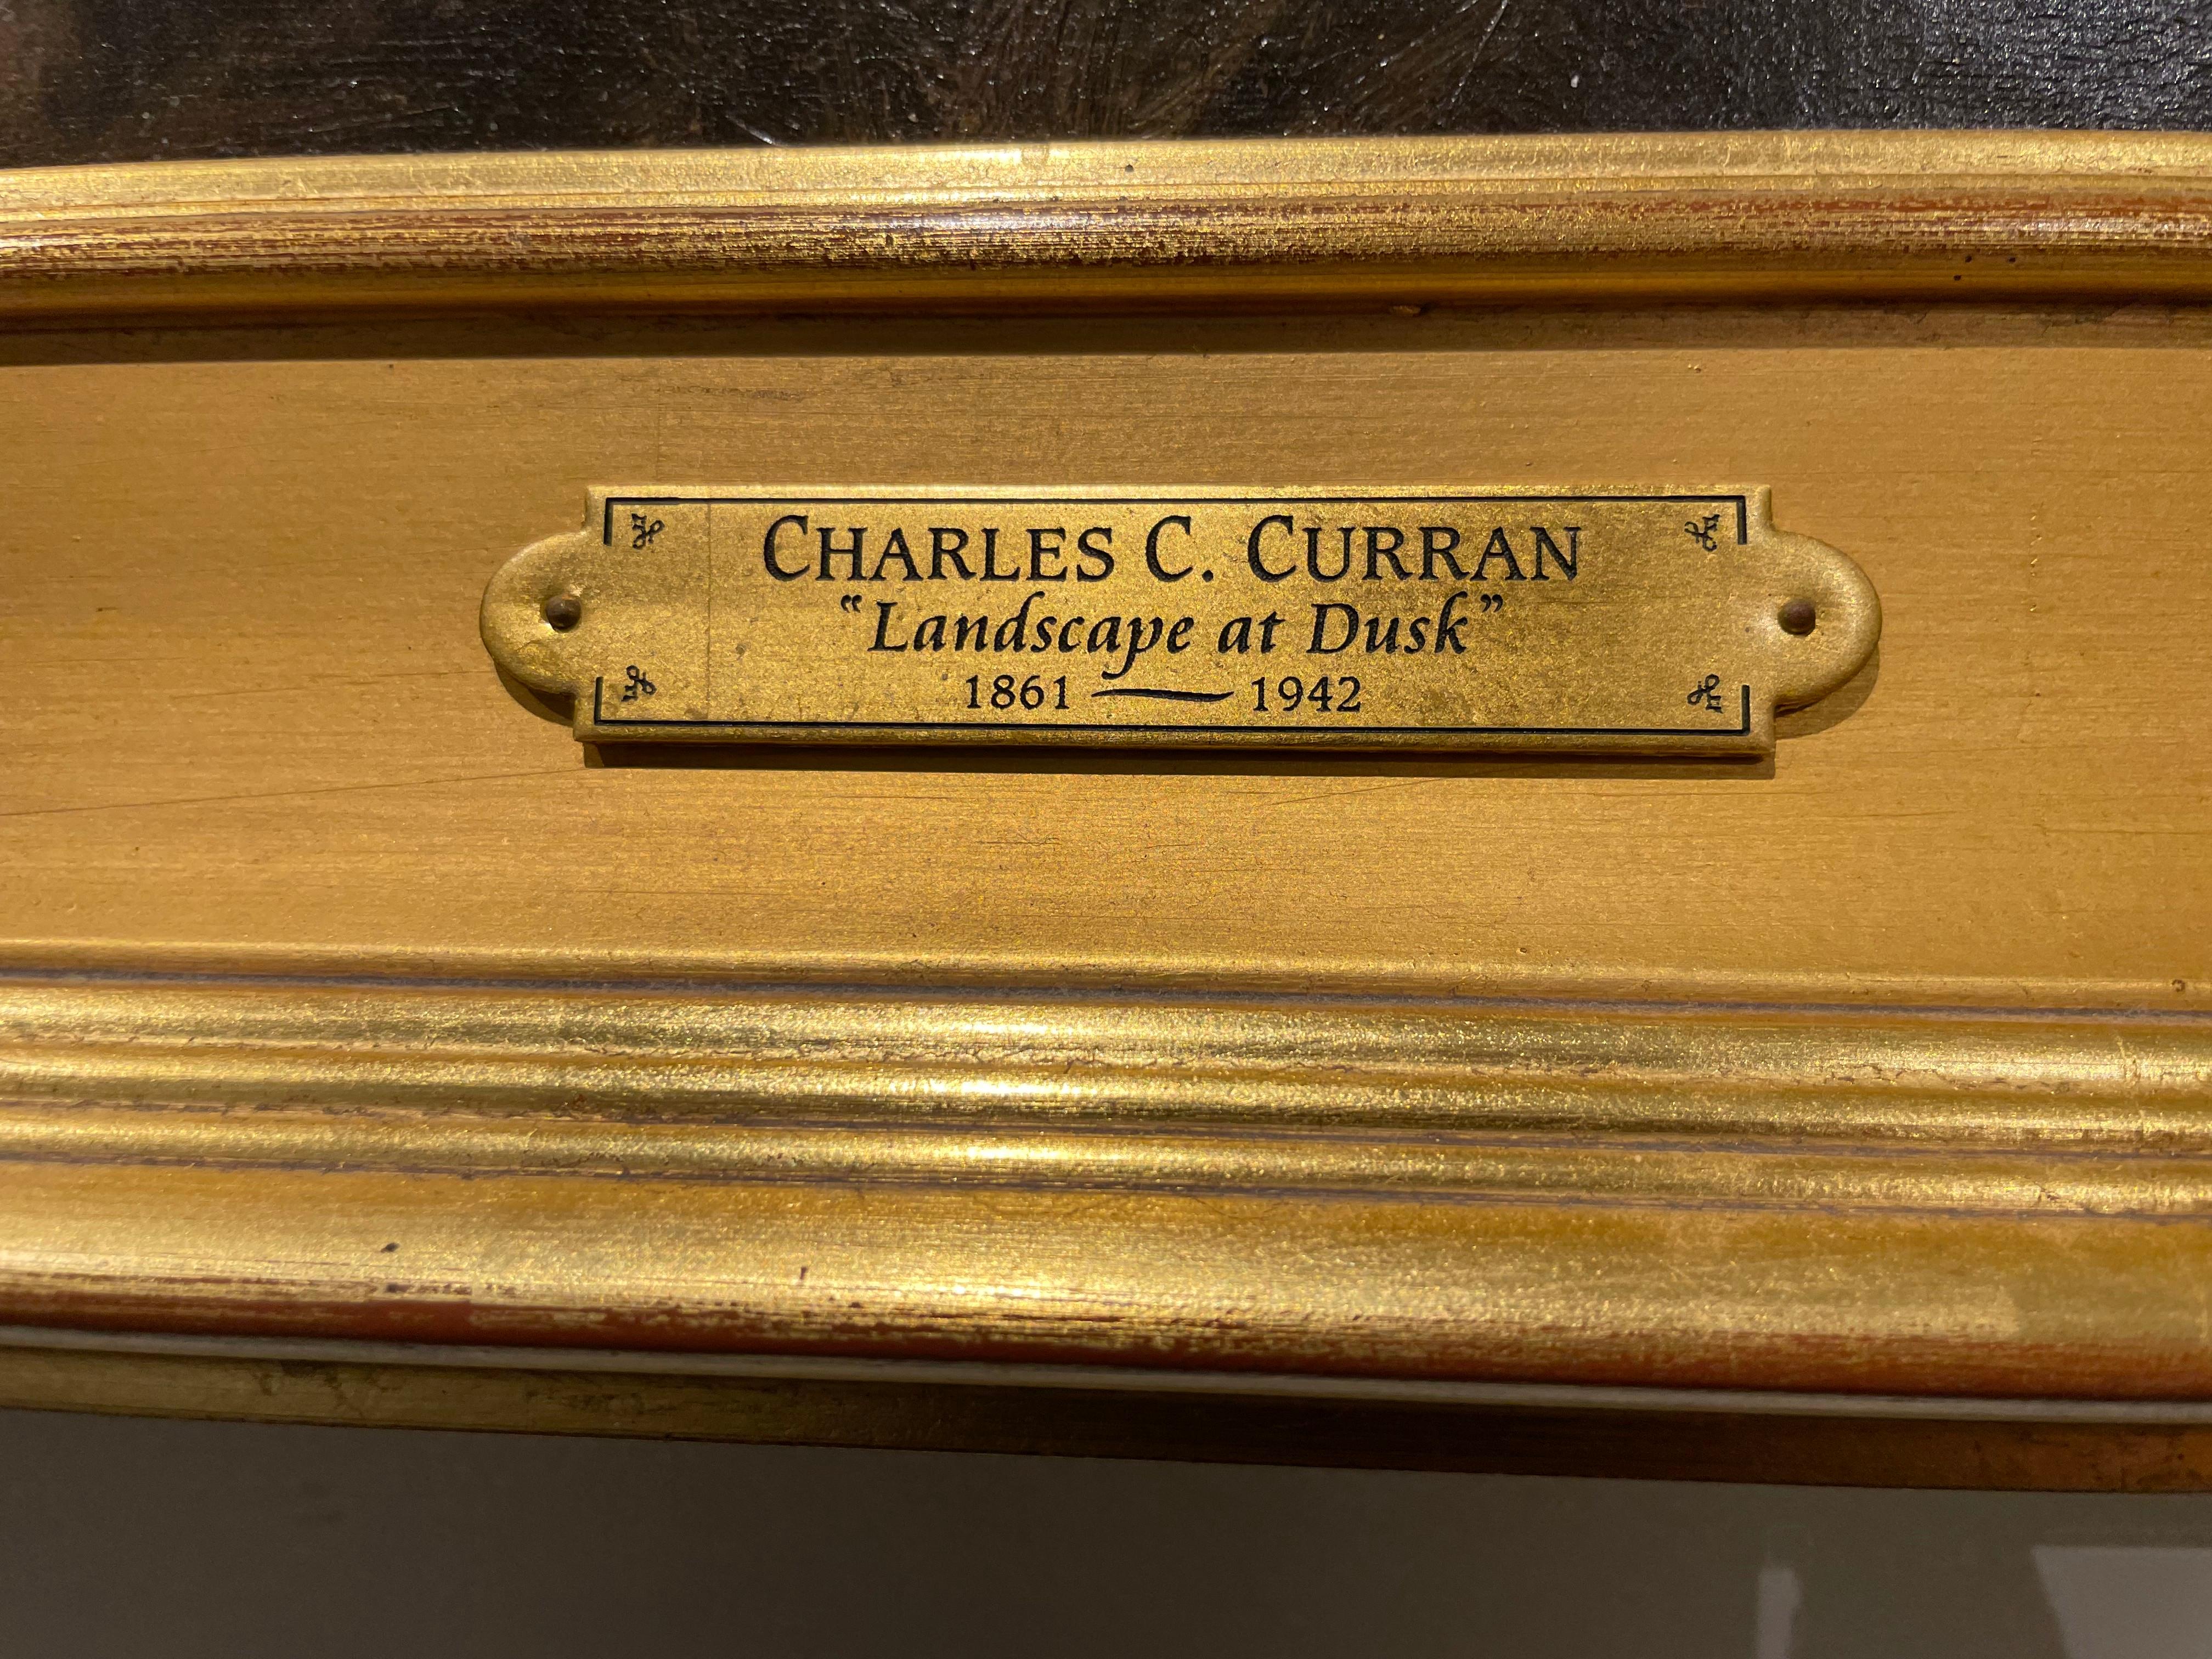 CHARLES C. CURRAN
“Landscape at Dusk”
1861 — 1942